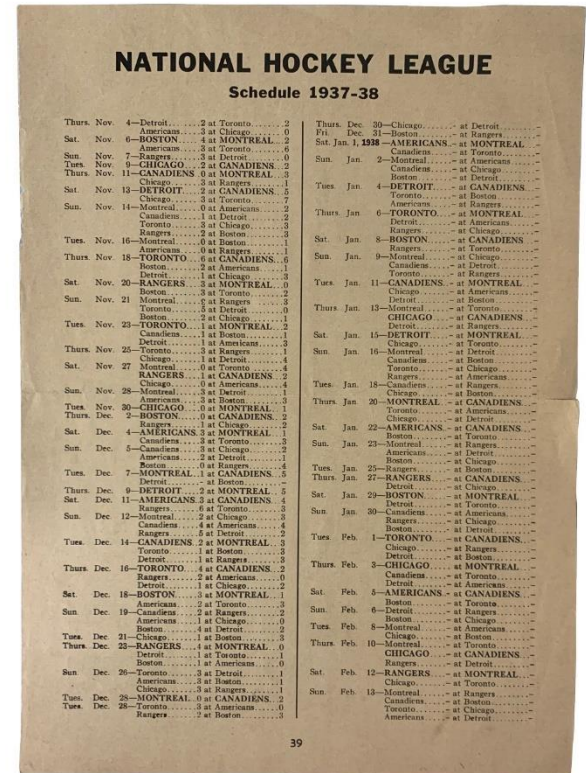 NATIONAL HOCKEY LEAGUE
Schedule 1937-38
Thurs. Nov. 4—Detroit.......2 at Toronto.......2
Americans....3 at Chicago.......0
Sat. Nov. 6—BOSTON.....4 at MONTREAL...2
Americans....3 at Toronto.......6
Sun. Nov. 7—Rangers......3 at Detroit.......0
Tues. Nov. 9—CHICAGO....2 at CANADIENS..2
Thurs. Nov. 11—CANADIENS.0 at MONTREAL...3
Chicago......3 at Rangers.......1
Sat. Nov. 13—DETROIT....2 at CANADIENS..5
Chicago......3 at Toronto.......7
Sun. Nov. 14—Montreal.....0 at Americans.....2
Canadiens....1 at Detroit.......2
Toronto......3 at Chicago.......3
Rangers......2 at Boston........3
Tues. Nov. 16—Montreal.....0 at Boston........1
Americans....0 at Rangers.......1
Thurs. Nov. 18—TORONTO....6 at CANADIENS..6
Boston.......2 at Americans.....1
Detroit......1 at Chicago.......3
Sat. Nov. 20—RANGERS....3 at MONTREAL...0
Boston.......3 at Toronto.......2
Sun. Nov. 21 Montreal.....2 at Rangers.......3
Toronto......5 at Detroit.......0
Boston.......2 at Chicago.......1
Tues. Nov. 23—TORONTO....1 at MONTREAL...2
Canadiens....1 at Boston........1
Detroit......1 at Americans.....3
Thurs. Nov. 25—Toronto......3 at Rangers.......1
Chicago......1 at Detroit.......4
Sat. Nov. 27 Montreal.....0 at Toronto.......4
RANGERS....1 at CANADIENS..2
Chicago......0 at Americans.....4
Sun. Nov. 28—Montreal.....3 at Detroit.......1
Americans....3 at Boston........3
Tues. Nov. 30—CHICAGO....0 at MONTREAL...1
Thurs. Dec. 2—BOSTON.....0 at CANADIENS..2
Rangers......1 at Chicago.......2
Sat. Dec. 4—AMERICANS.3 at MONTREAL...1
Canadiens....3 at Toronto.......3
Sun. Dec. 5—Canadiens....3 at Chicago.......2
Americans....2 at Detroit.......1
Boston.......0 at Rangers.......4
Tues. Dec. 7—MONTREAL..1 at CANADIENS..5
Detroit......- at Boston........-
Thurs. Dec. 9—DETROIT....2 at MONTREAL...5
Sat. Dec. 11—AMERICANS.3 at CANADIENS..4
Rangers......6 at Toronto.......3
Sun. Dec. 12—Montreal.....2 at Chicago.......3
Canadiens....4 at Americans.....4
Rangers......5 at Detroit.......2
Tues. Dec. 14—CANADIENS.2 at MONTREAL...3
Toronto......1 at Boston........3
Detroit......1 at Rangers.......3
Thurs. Dec. 16—TORONTO....4 at CANADIENS..2
Rangers......2 at Americans.....0
Detroit......1 at Chicago.......2
Sat. Dec. 18—BOSTON.....3 at MONTREAL...1
Americans....2 at Toronto.......3
Sun. Dec. 19—Canadiens....2 at Rangers.......2
Americans....1 at Chicago.......0
Boston.......4 at Detroit.......2
Tues. Dec. 21—Chicago......1 at Boston........3
Thurs. Dec. 23—RANGERS....4 at MONTREAL...0
Detroit......1 at Toronto.......1
Boston.......1 at Americans.....0
Sun. Dec. 26—Toronto......3 at Detroit.......1
Americans....3 at Boston........1
Chicago......3 at Rangers.......1
Tues. Dec. 28—MONTREAL..0 at CANADIENS..2
Tues. Dec. 28—Toronto......3 at Americans.....0
Rangers......2 at Boston........3
Thurs. Dec. 30—Chicago......- at Detroit.......-
Fri. Dec. 31—Boston.......- at Rangers.......-
Sat. Jan. 1, 1938—AMERICANS.- at MONTREAL...-
Canadiens....- at Toronto.......-
Sun. Jan. 2—Montreal.....- at Americans.....-
Canadiens....- at Chicago.......-
Boston.......- at Detroit.......-
Tues. Jan. 4—DETROIT....- at CANADIENS..-
Toronto......- at Boston........-
Americans....- at Rangers.......-
Thurs. Jan. 6—TORONTO....- at MONTREAL...-
Boston.......- at Americans.....-
Rangers......- at Chicago.......-
Sat. Jan. 8—BOSTON.....- at CANADIENS..-
Rangers......- at Toronto.......-
Sun. Jan. 9—Montreal.....- at Chicago.......-
Canadiens....- at Detroit.......-
Toronto......- at Rangers.......-
Tues. Jan. 11—CANADIENS.- at MONTREAL...-
Chicago......- at Americans.....-
Detroit......- at Boston........-
Thurs. Jan. 13—Montreal.....- at Toronto.......-
CHICAGO....- at CANADIENS..-
Detroit......- at Rangers.......-
Sat. Jan. 15—DETROIT....- at MONTREAL...-
Chicago......- at Toronto.......-
Sun. Jan. 16—Montreal.....- at Detroit.......-
Canadiens....- at Boston........-
Toronto......- at Chicago.......-
Rangers......- at Americans.....-
Tues. Jan. 18—Canadiens....- at Rangers.......-
Chicago......- at Boston........-
Thurs. Jan. 20—MONTREAL..- at CANADIENS..-
Toronto......- at Americans.....-
Chicago......- at Detroit.......-
Sat. Jan. 22—AMERICANS.- at CANADIENS..-
Boston.......- at Toronto.......-
Sun. Jan. 23—Montreal.....- at Rangers.......-
Americans....- at Detroit.......-
Boston.......- at Chicago.......-
Tues. Jan. 25—Rangers......- at Boston........-
Thurs. Jan. 27—RANGERS....- at CANADIENS..-
Detroit......- at Chicago.......-
Sat. Jan. 29—BOSTON.....- at MONTREAL...-
Detroit......- at Toronto.......-
Sun. Jan. 30—Canadiens....- at Americans.....-
Rangers......- at Chicago.......-
Boston.......- at Detroit.......-
Tues. Feb. 1—TORONTO....- at CANADIENS..-
Chicago......- at Rangers.......-
Detroit......- at Boston........-
Thurs. Feb. 3—CHICAGO....- at MONTREAL...-
Canadiens....- at Toronto.......-
Detroit......- at Americans.....-
Sat. Feb. 5—AMERICANS.- at CANADIENS..-
Boston.......- at Toronto.......-
Sun. Feb. 6—Detroit......- at Rangers.......-
Boston.......- at Chicago.......-
Tues. Feb. 8—Montreal.....- at Americans.....-
Toronto......- at Boston........-
Thurs. Feb. 10—Montreal.....- at Toronto.......-
CHICAGO....- at CANADIENS..-
Rangers......- at Detroit.......-
Sat. Feb. 12—RANGERS....- at MONTREAL...-
Chicago......- at Toronto.......-
Sun. Feb. 13—Montreal.....- at Rangers.......-
Canadiens....- at Boston........-
Toronto......- at Chicago.......-
Americans....- at Detroit.......-
39